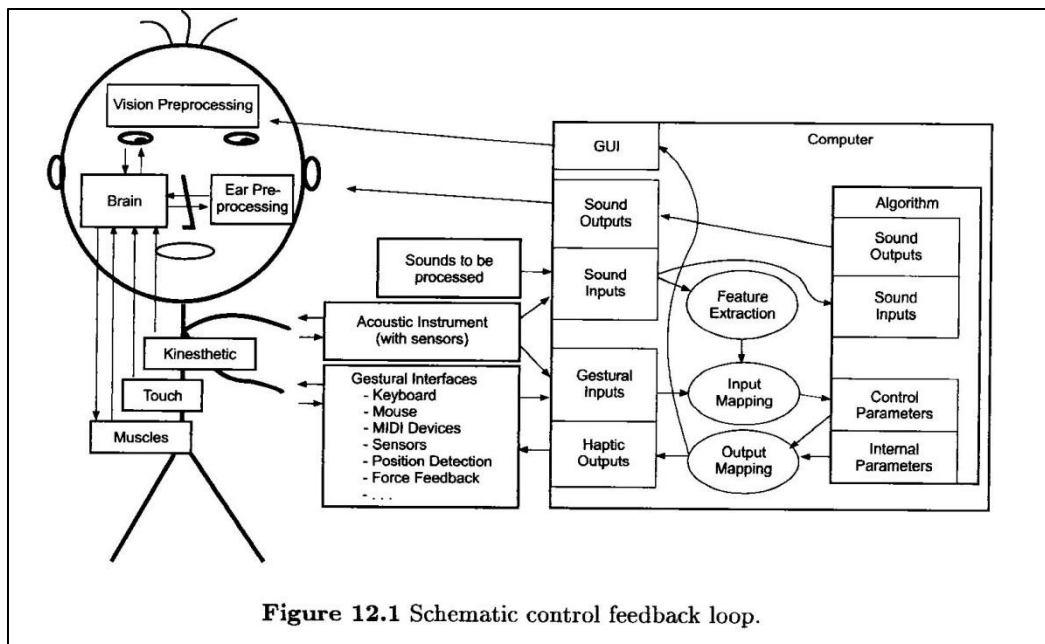 Vision Preprocessing
Brain
Ear Pre-
processing
Kinesthetic
Touch
Muscles
Sounds to be
processed
Acoustic Instrument
(with sensors)
Gestural Interfaces
- Keyboard
- Mouse
- MIDI Devices
- Sensors
- Position Detection
- Force Feedback
- . . .
Computer
GUI
Sound
Outputs
Sound
Inputs
Gestural
Inputs
Haptic
Outputs
Feature
Extraction
Input
Mapping
Output
Mapping
Algorithm
Sound
Outputs
Sound
Inputs
Control
Parameters
Internal
Parameters
Figure 12.1 Schematic control feedback loop.